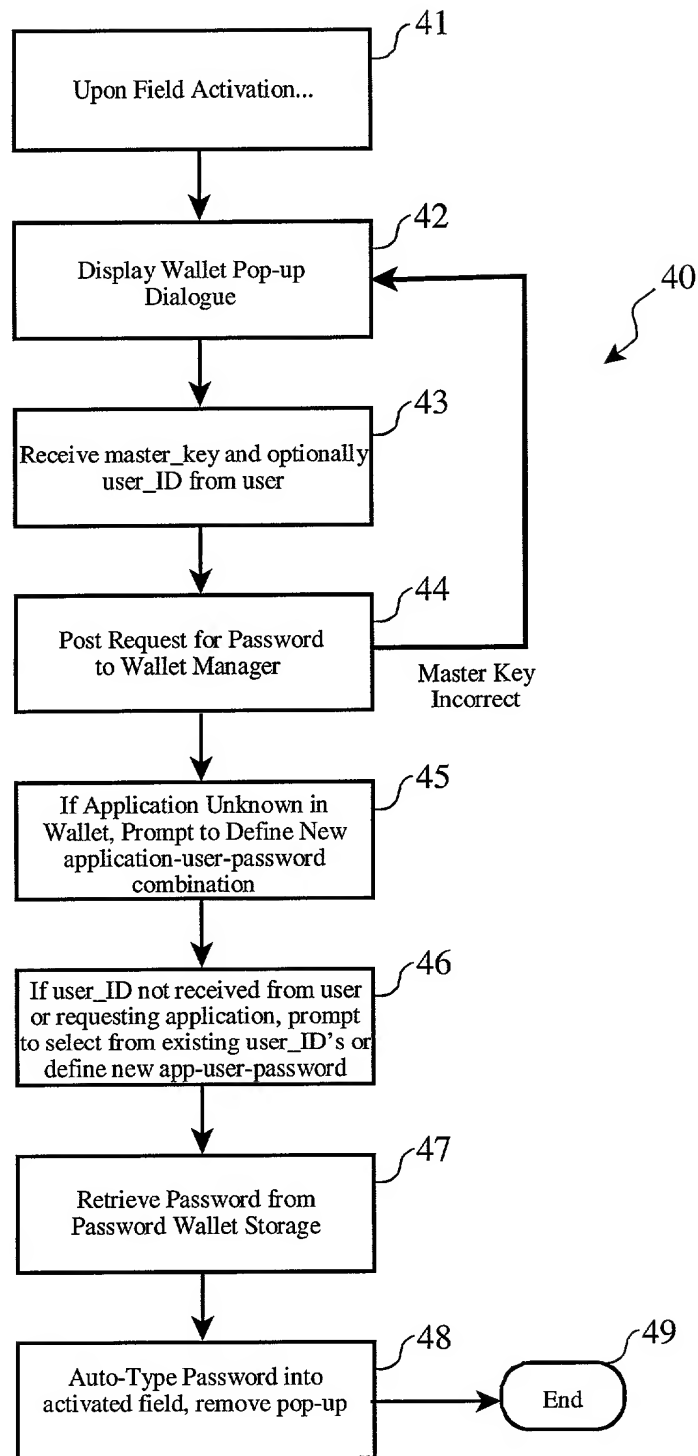 41
Upon Field Activation...
42
Display Wallet Pop-up
Dialogue
40
43
Receive master_key and optionally
user_ID from user
44
Post Request for Password
to Wallet Manager
Master Key
Incorrect
45
If Application Unknown in
Wallet, Prompt to Define New
application-user-password
combination
46
If user_ID not received from user
or requesting application, prompt
to select from existing user_ID's or
define new app-user-password
47
Retrieve Password from
Password Wallet Storage
48
Auto-Type Password into
activated field, remove pop-up
49
End